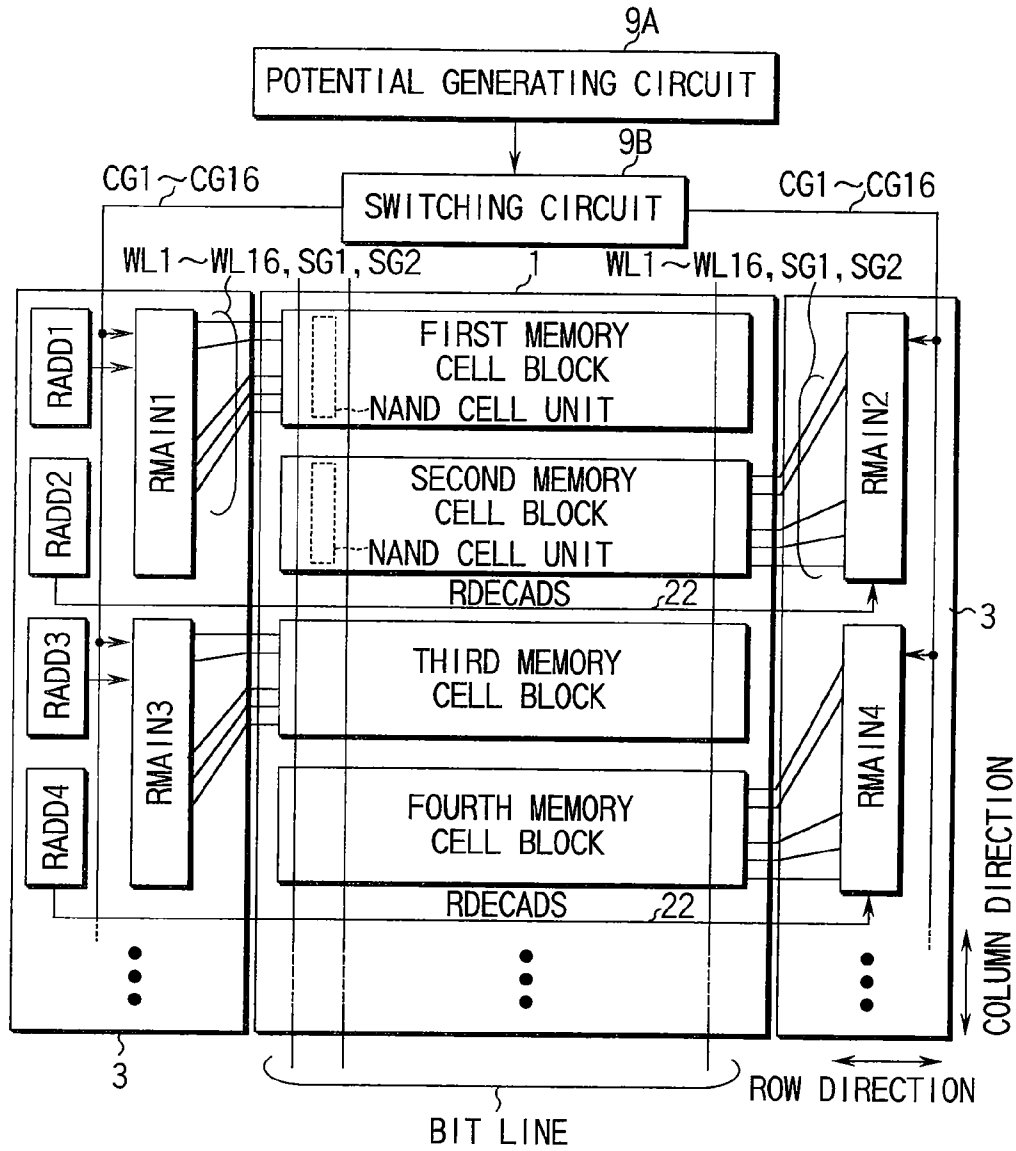 9A
POTENTIAL GENERATING CIRCUIT
9B
CG1~CG16
SWITCHING CIRCUIT
CG1~CG16
WL1~WL16, SG1, SG2
1
WL1~WL16, SG1, SG2
RADD1
RMAIN1
FIRST MEMORY
CELL BLOCK
NAND CELL UNIT
RMAIN2
RADD2
SECOND MEMORY
CELL BLOCK
NAND CELL UNIT
RDECADS
22
3
RADD3
RMAIN3
THIRD MEMORY
CELL BLOCK
RMAIN4
RADD4
FOURTH MEMORY
CELL BLOCK
RDECADS
22
COLUMN DIRECTION
3
ROW DIRECTION
BIT LINE